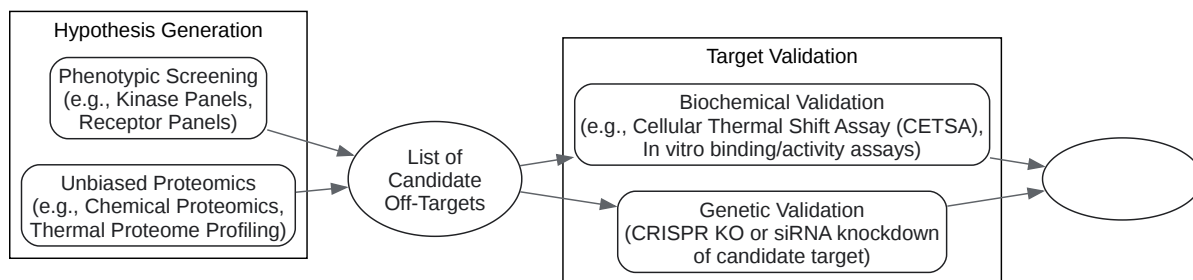 Hypothesis Generation
Phenotypic Screening
(e.g., Kinase Panels,
Receptor Panels)
Unbiased Proteomics
(e.g., Chemical Proteomics,
Thermal Proteome Profiling)
List of
Candidate
Off-Targets
Target Validation
Biochemical Validation
(e.g., Cellular Thermal Shift Assay (CETSA),
In vitro binding/activity assays)
Genetic Validation
(CRISPR KO or siRNA knockdown
of candidate target)